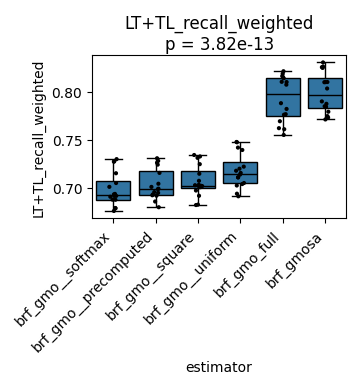 LT+TL_recall_weighted
p = 3.82e-13
LT+TL_recall_weighted
0.80
0.75
0.70
brf_gmo__softmax
brf_gmo__precomputed
brf_gmo__square
brf_gmo__uniform
brf_gmo_full
brf_gmosa
estimator